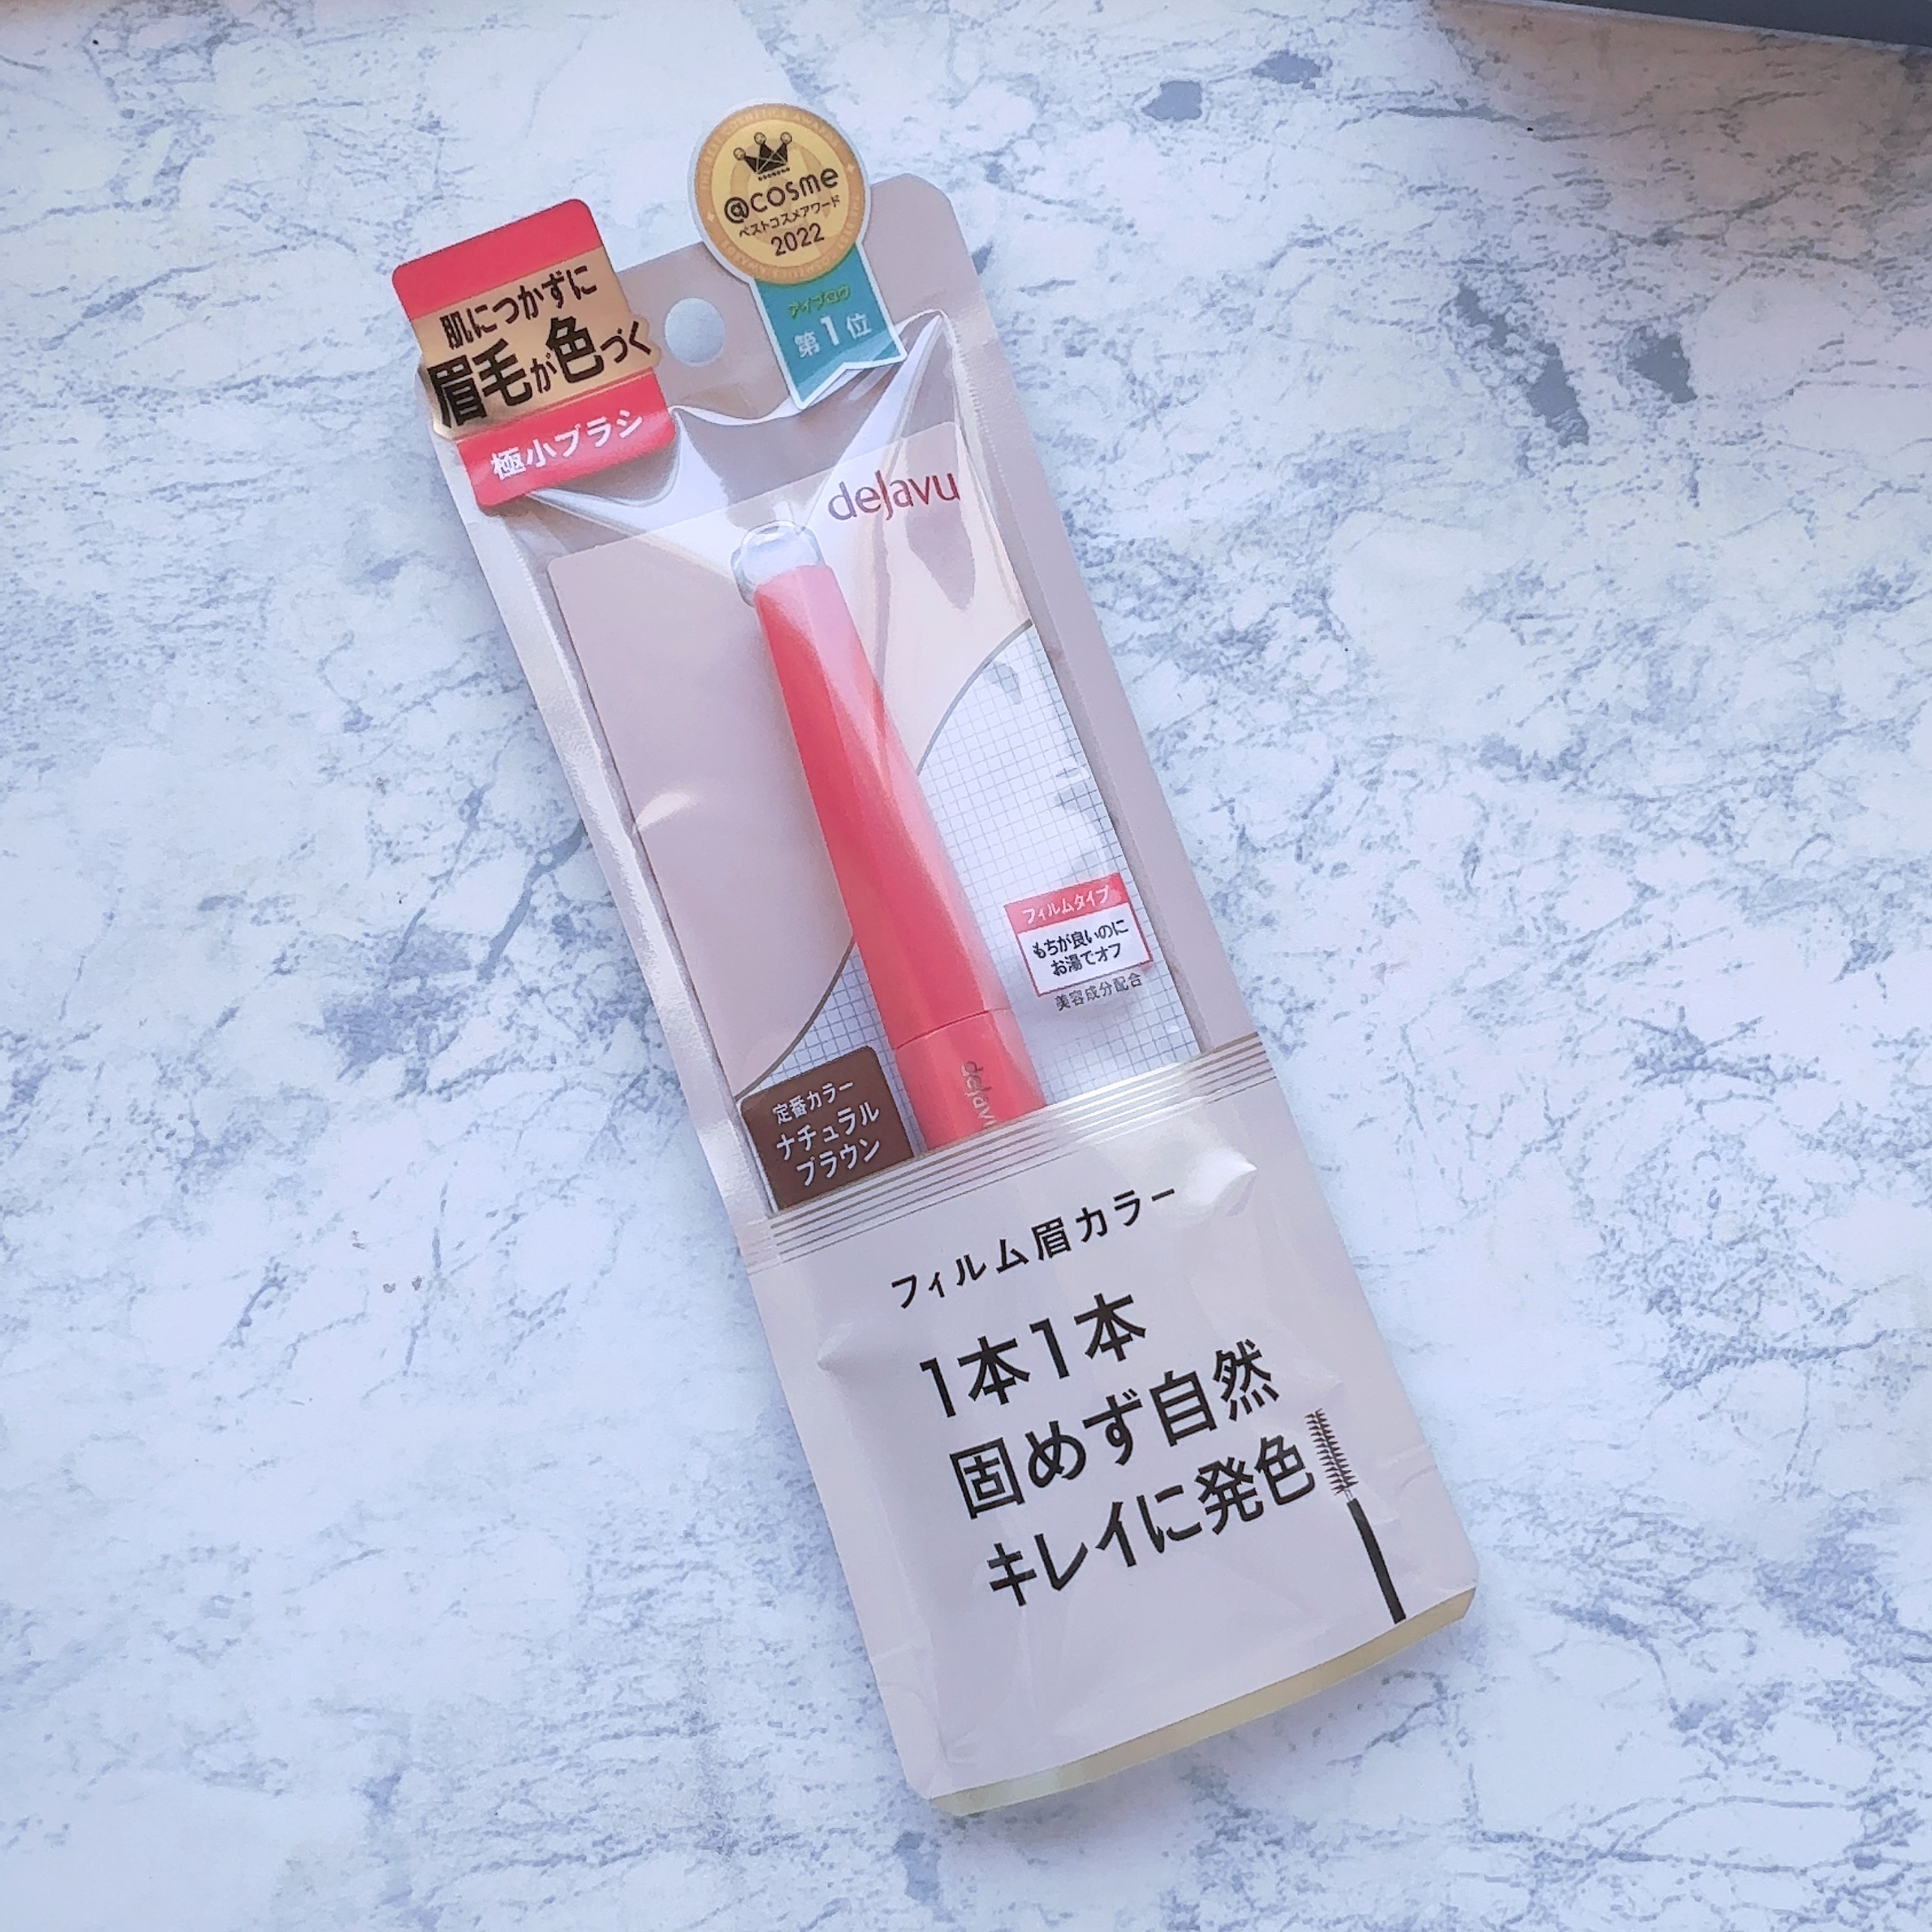 @cosme
ベストコスメアワード
2022
アイブロウ
第1位
肌につかずに
眉毛が色づく
極小ブラシ
dejavu
フィルムタイプ
もちが良いのに
お湯でオフ
美容成分配合
定番カラー
ナチュラル
ブラウン
フィルム眉カラー
1本1本
固めず自然
キレイに発色